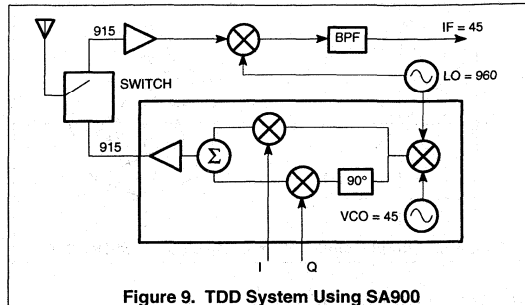 915
BPF
IF = 45
SWITCH
LO = 960
915
Σ
90°
VCO = 45
I
Q
Figure 9. TDD System Using SA900